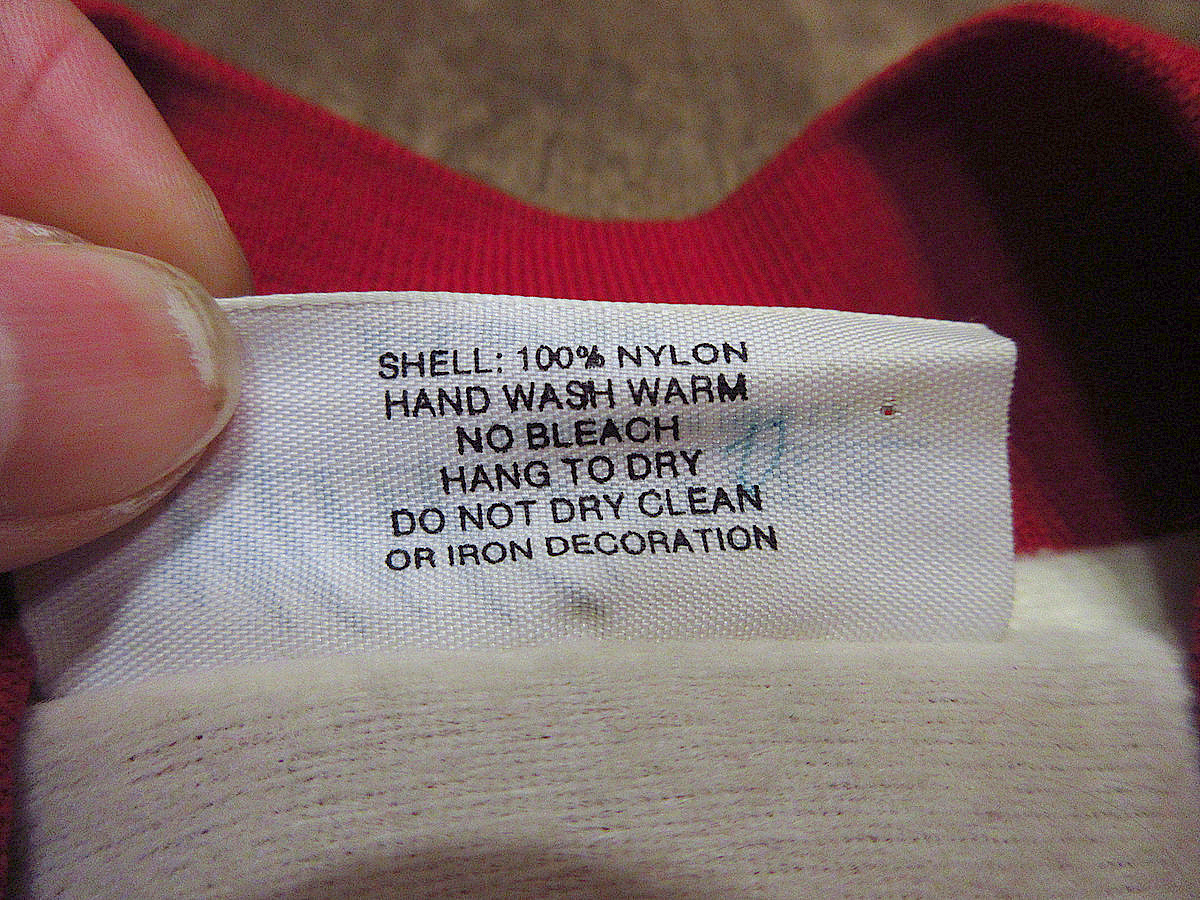 SHELL: 100% NYLON
HAND WASH WARM
NO BLEACH
HANG TO DRY
DO NOT DRY CLEAN
OR IRON DECORATION